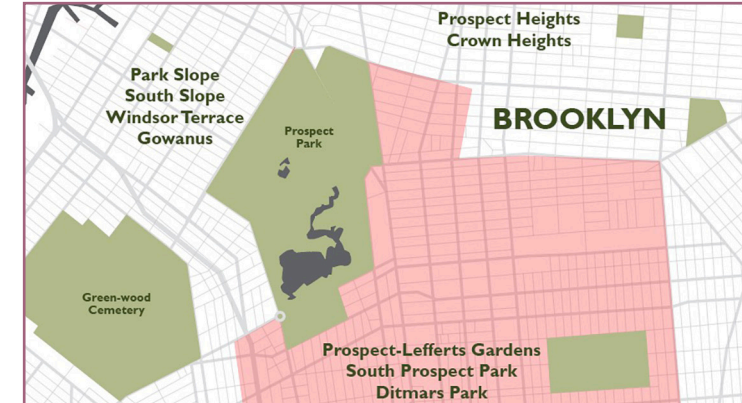 Prospect Heights
Crown Heights
Park Slope
South Slope
Windsor Terrace
Gowanus
BROOKLYN
Prospect
Park
Green-wood
Cemetery
Prospect-Lefferts Gardens
South Prospect Park
Ditmars Park